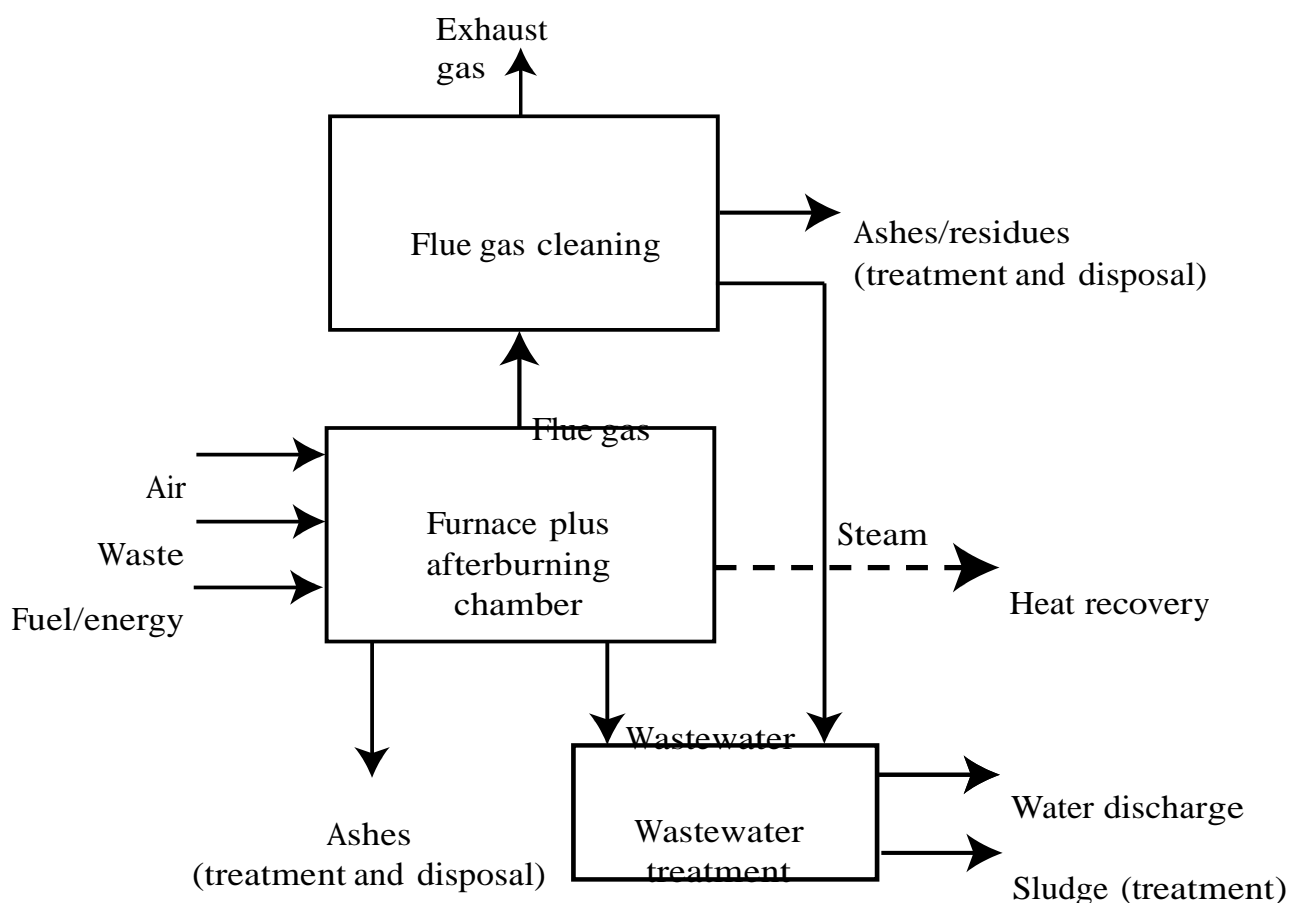 Exhaust
gas
Flue gas cleaning
Ashes/residues
(treatment and disposal)
Flue gas
Air
Waste
Fuel/energy
Furnace plus
afterburning
chamber
Steam
Heat recovery
Wastewater
Ashes
(treatment and disposal)
Wastewater
treatment
Water discharge
Sludge (treatment)